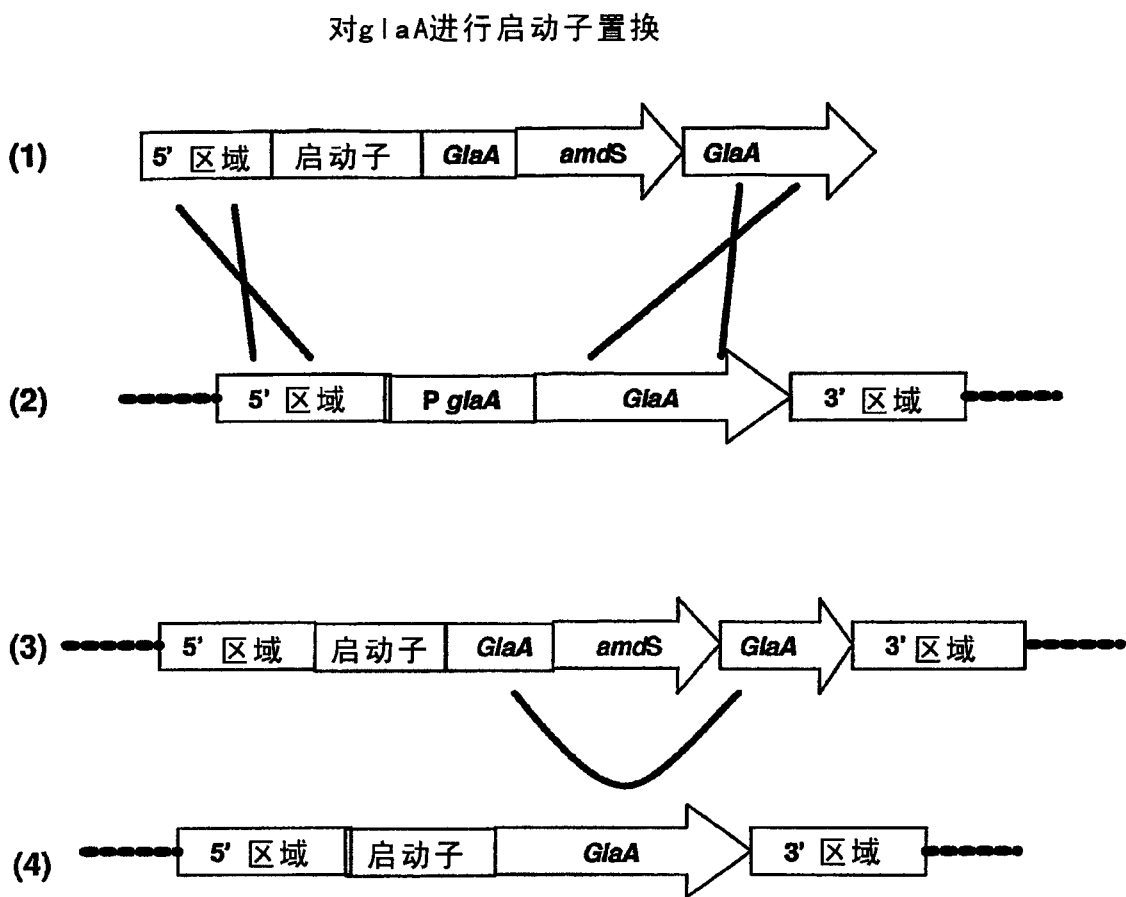 对glaA进行启动子置换
(1) 5' 区域 启动子 GlaA amdS GlaA
(2) 5' 区域 P glaA GlaA 3' 区域
(3) 5' 区域 启动子 GlaA amdS GlaA 3' 区域
(4) 5' 区域 启动子 GlaA 3' 区域